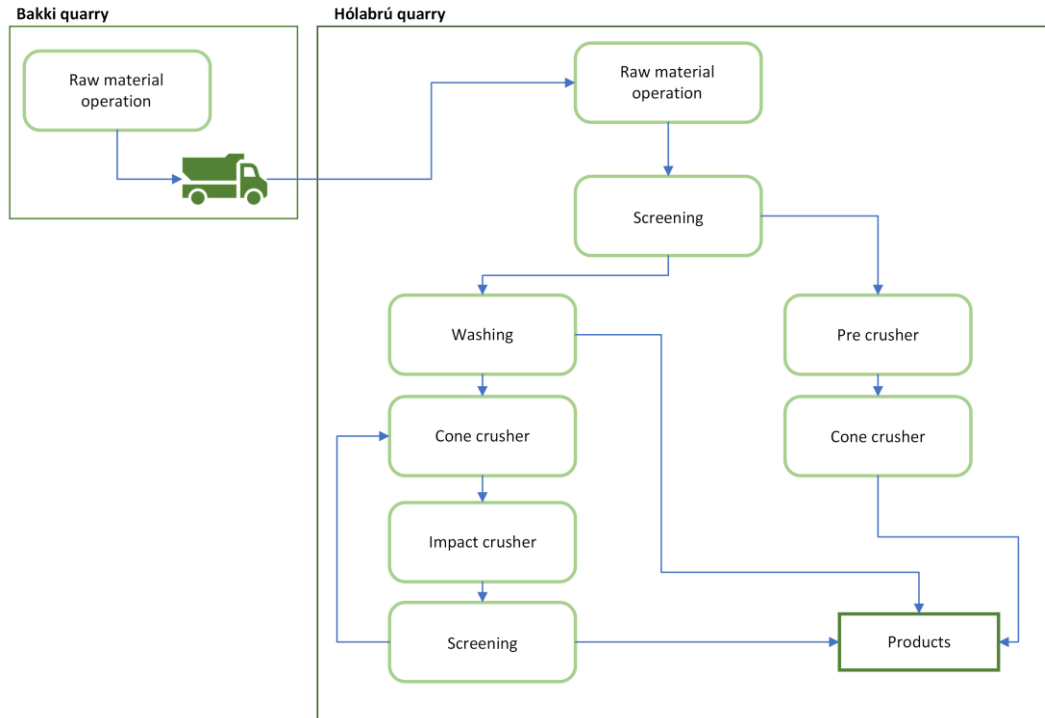 Bakki quarry
Hólabrú quarry
Raw material
operation
Raw material
operation
Screening
Washing
Pre crusher
Cone crusher
Cone crusher
Impact crusher
Screening
Products